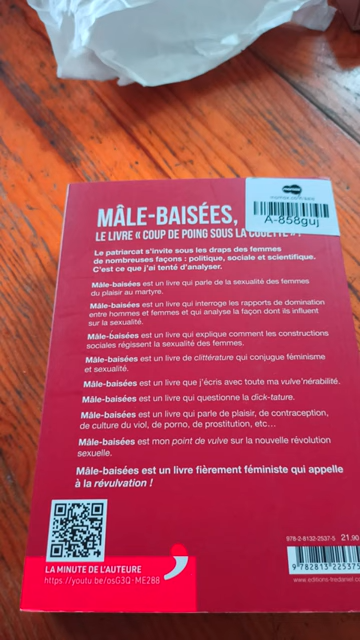 MÂLE-BAISÉES,
LE LIVRE « COUP DE POING SOUS LA COUETTE » !
A-858guj
Le patriarcat s'invite sous les draps des femmes
de nombreuses façons : politique, sociale et scientifique.
C'est ce que j'ai tenté d'analyser.
Mâle-baisées est un livre qui parle de la sexualité des femmes
du plaisir au martyre.
Mâle-baisées est un livre qui interroge les rapports de domination
entre hommes et femmes et qui analyse la façon dont ils influent
sur la sexualité.
Mâle-baisées est un livre qui explique comment les constructions
sociales régissent la sexualité des femmes.
Mâle-baisées est un livre de clittérature qui conjugue féminisme
et sexualité.
Mâle-baisées est un livre que j'écris avec toute ma vulve'nérabilité.
Mâle-baisées est un livre qui questionne la dick-tature.
Mâle-baisées est un livre qui parle de plaisir, de contraception,
de culture du viol, de porno, de prostitution, etc…
Mâle-baisées est mon point de vulve sur la nouvelle révolution
sexuelle.
Mâle-baisées est un livre fièrement féministe qui appelle
à la révulvation !
LA MINUTE DE L'AUTEURE
https://youtu.be/osG3Q-ME288
978-2-8132-2537-5
21,90
9 782813 225375
www.editions-tredaniel.com